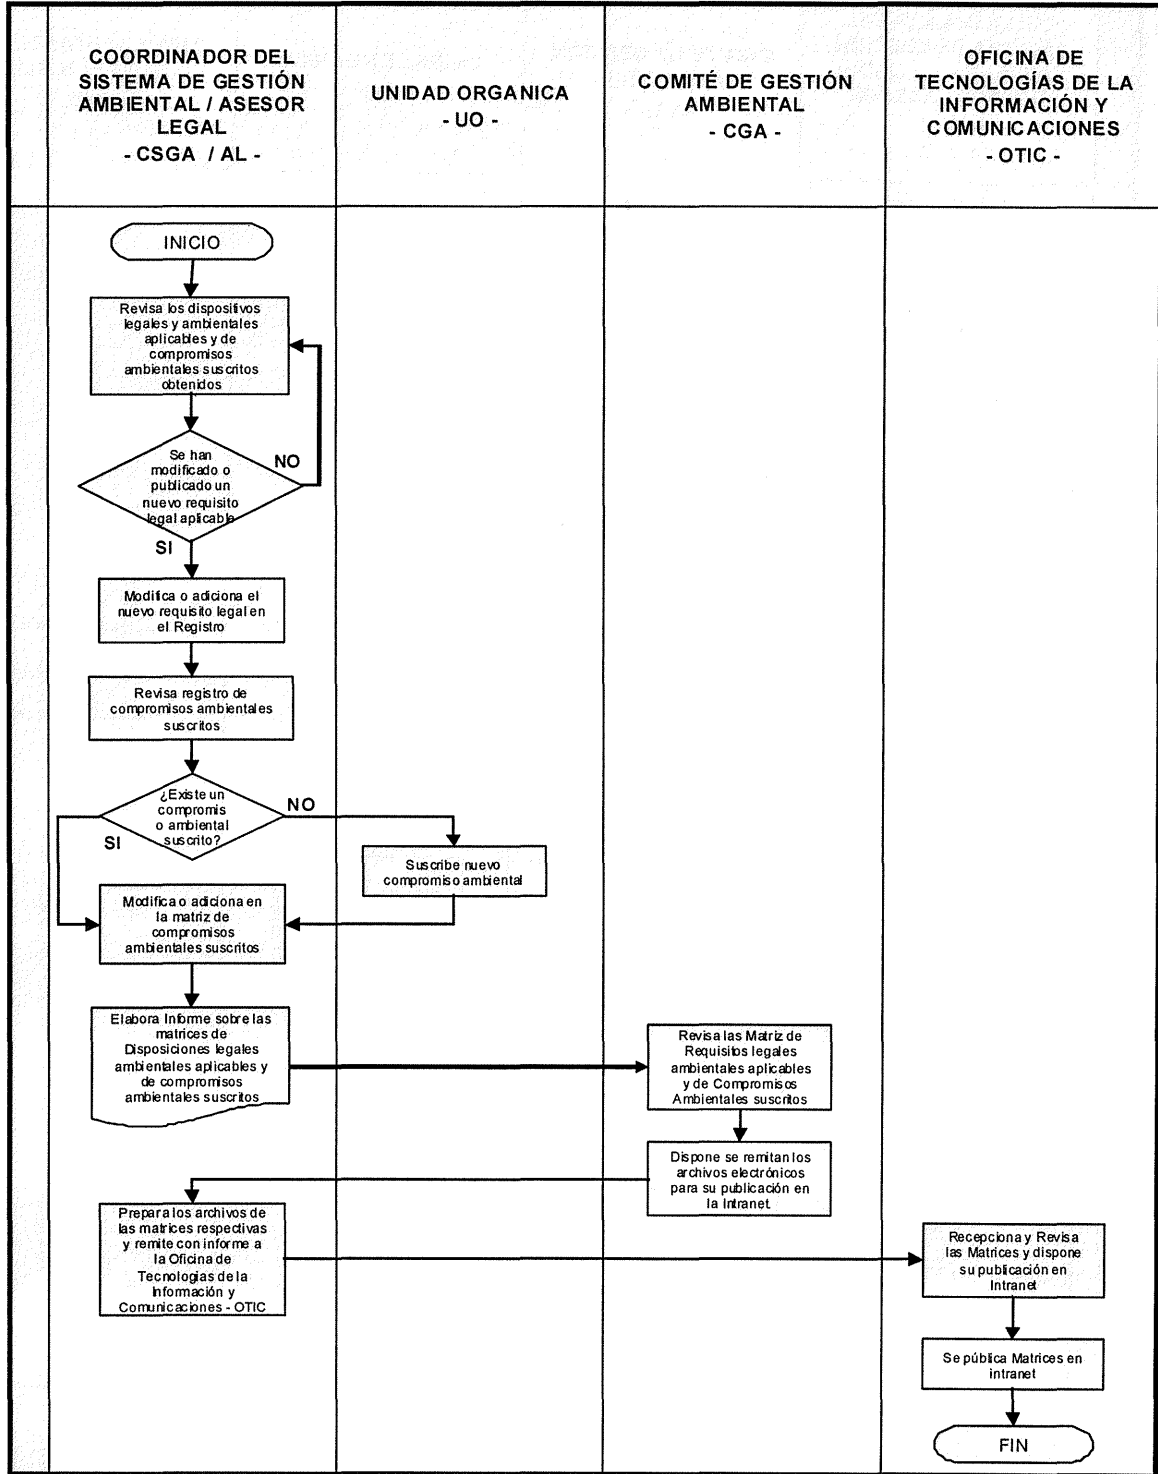 COORDINADOR DEL
SISTEMA DE GESTIÓN
AMBIENTAL / ASESOR
LEGAL
- CSGA / AL -
UNIDAD ORGANICA
- UO -
COMITÉ DE GESTIÓN
AMBIENTAL
- CGA -
OFICINA DE
TECNOLOGÍAS DE LA
INFORMACIÓN Y
COMUNICACIONES
- OTIC -
INICIO
Revisa los dispositivos
legales y ambientales
aplicables y de
compromisos
ambientales suscritos
obtenidos
Se han
modificado o
publicado un
nuevo requisito
legal aplicable
NO
SI
Modifica o adiciona el
nuevo requisito legal en
el Registro
Revisa registro de
compromisos ambientales
suscritos
¿Existe un
compromis
o ambiental
suscrito?
NO
SI
Suscribe nuevo
compromiso ambiental
Modifica o adiciona en
la matriz de
compromisos
ambientales suscritos
Elabora Informe sobre las
matrices de
Disposiciones legales
ambientales aplicables y
de compromisos
ambientales suscritos
Revisa las Matriz de
Requisitos legales
ambientales aplicables
y de Compromisos
Ambientales suscritos
Dispone se remitan los
archivos electrónicos
para su publicación en
la Intranet.
Prepara los archivos de
las matrices respectivas
y remite con informe a
la Oficina de
Tecnologías de la
Información y
Comunicaciones - OTIC
Recepciona y Revisa
las Matrices y dispone
su publicación en
Intranet
Se pública Matrices en
intranet
FIN